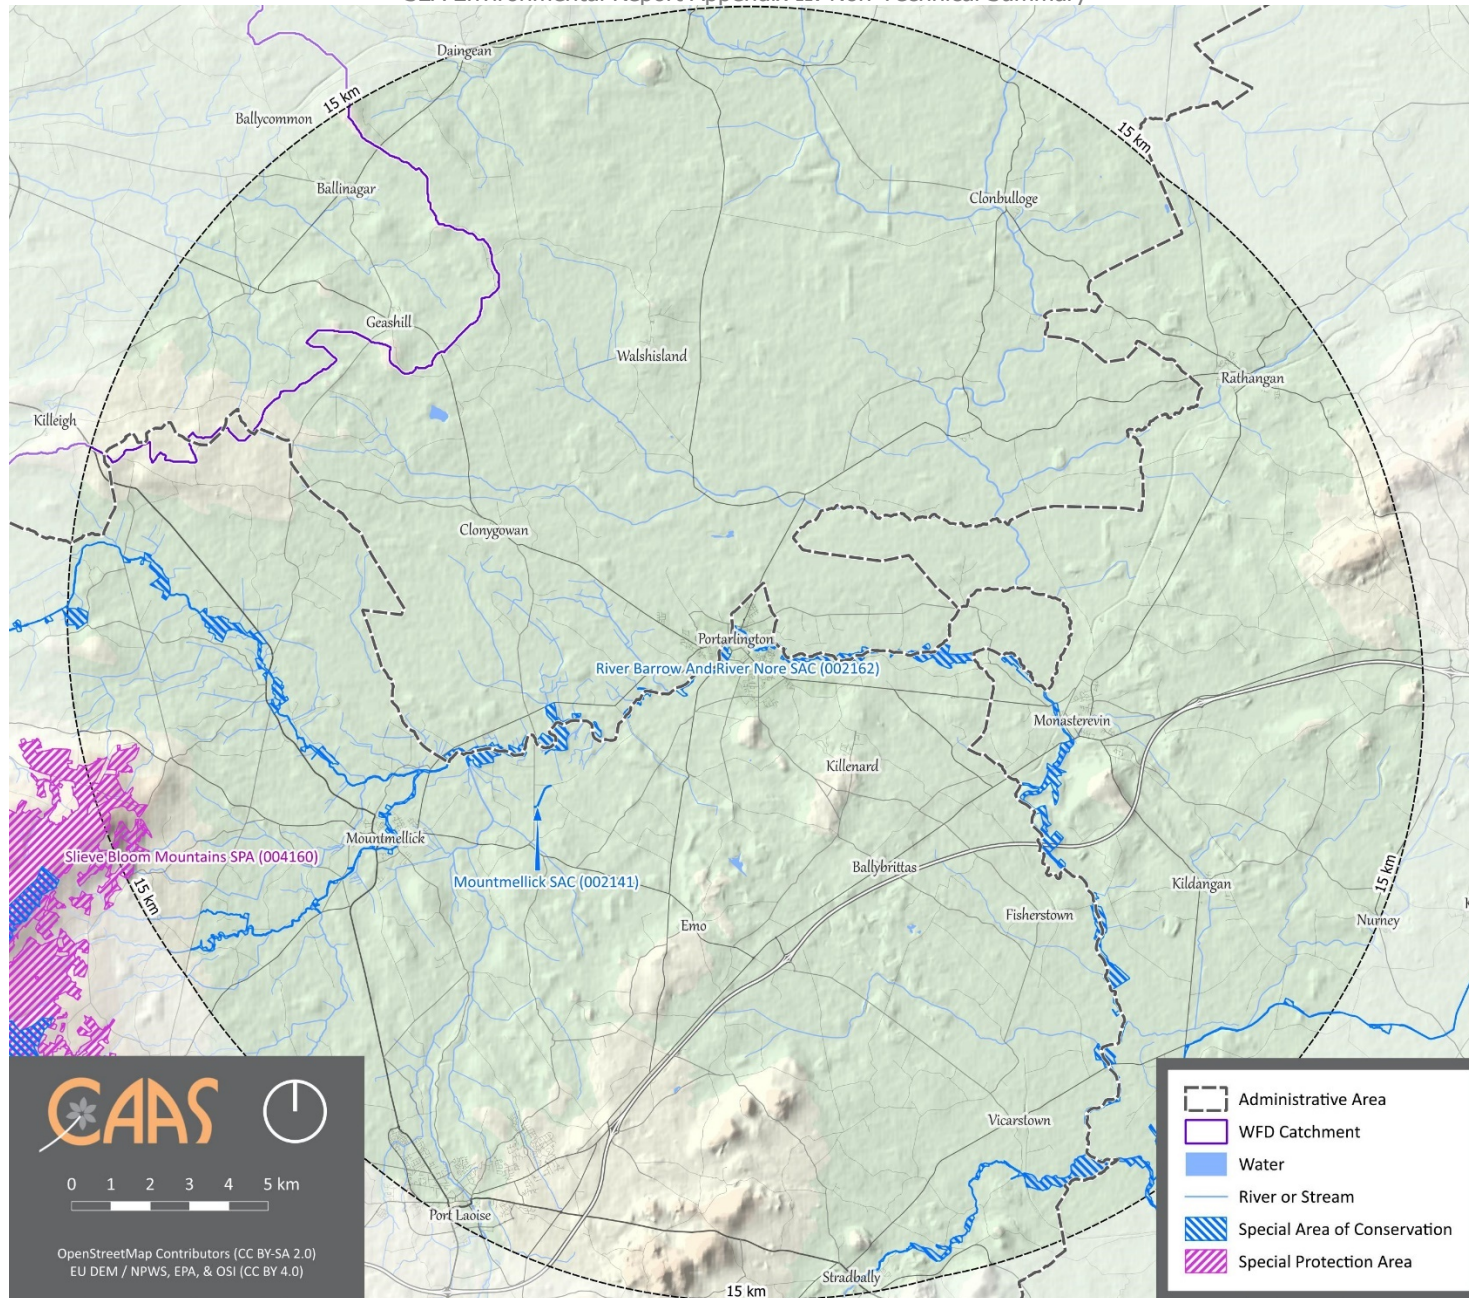 Daingean
15 km
Ballycommon
15 km
Ballinagar
Clonbulloge
Geashill
Walshisland
Rathangan
Killeigh
Clonygowan
Portarlington
River Barrow And River Nore SAC (002162)
Monasterevin
Killenard
Mountmellick
Slieve Bloom Mountains SPA (004160)
Ballybrittas
Mountmellick SAC (002141)
Kildangan
15 km
15 km
Fisherstown
Nurney
Emo
Vicarstown
Port Laoise
Stradbally
15 km
CAAS
0 1 2 3 4 5 km
OpenStreetMap Contributors (CC BY-SA 2.0)
EU DEM / NPWS, EPA, & OSI (CC BY 4.0)
Administrative Area
WFD Catchment
Water
River or Stream
Special Area of Conservation
Special Protection Area